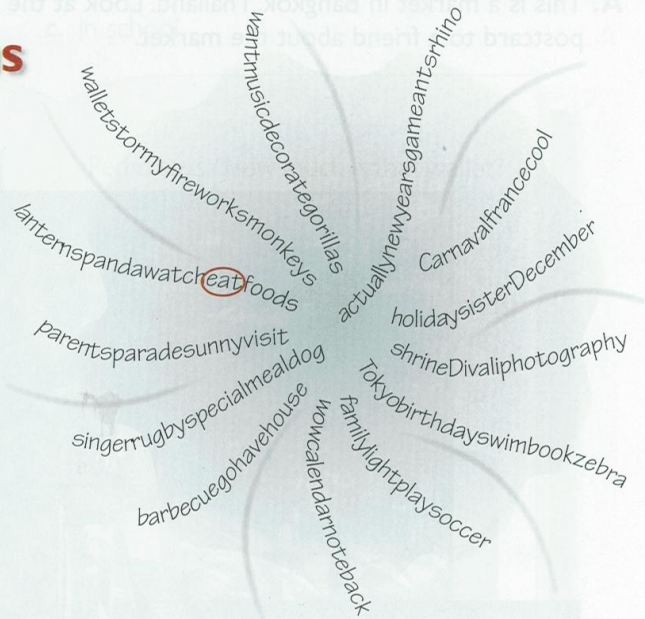 s
wantmusicdecorategorillas
actuallynewyearsgameantsrhino
Carnavalfrancecool
holidaysisterDecember
shrineDivaliphotography
Tokyobirthdayswimbookzebra
familylightplaysoccer
wowcalendarnoteback
barbecuegohavehouse
singerrugbyspecialmealdog
parentsparadesunnyvisit
lanternspandawatcheatfoods
walletstormyfireworksmonkeys